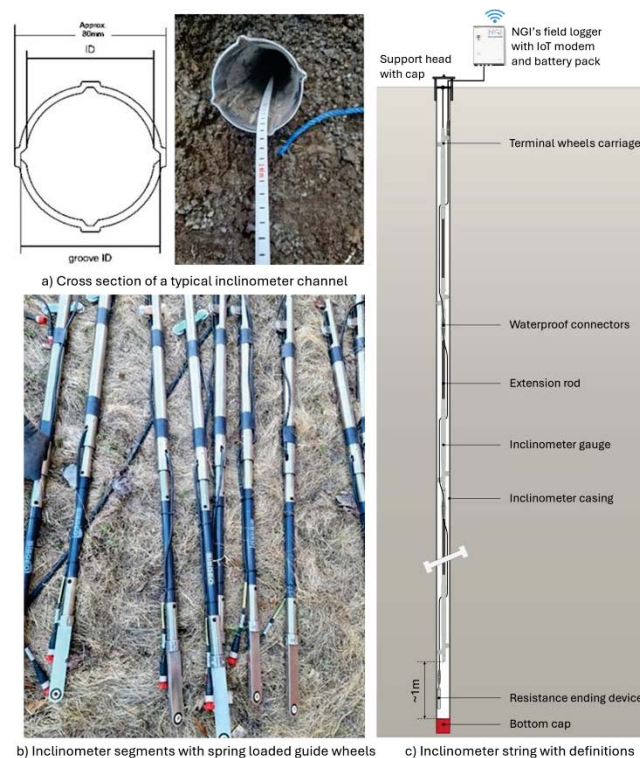 Approx.
80mm
ID
groove ID
a) Cross section of a typical inclinometer channel
b) Inclinometer segments with spring loaded guide wheels
NGI's field logger
with IoT modem
and battery pack
Support head
with cap
Terminal wheels carriage
Waterproof connectors
Extension rod
Inclinometer gauge
Inclinometer casing
~1m
Resistance ending device
Bottom cap
c) Inclinometer string with definitions